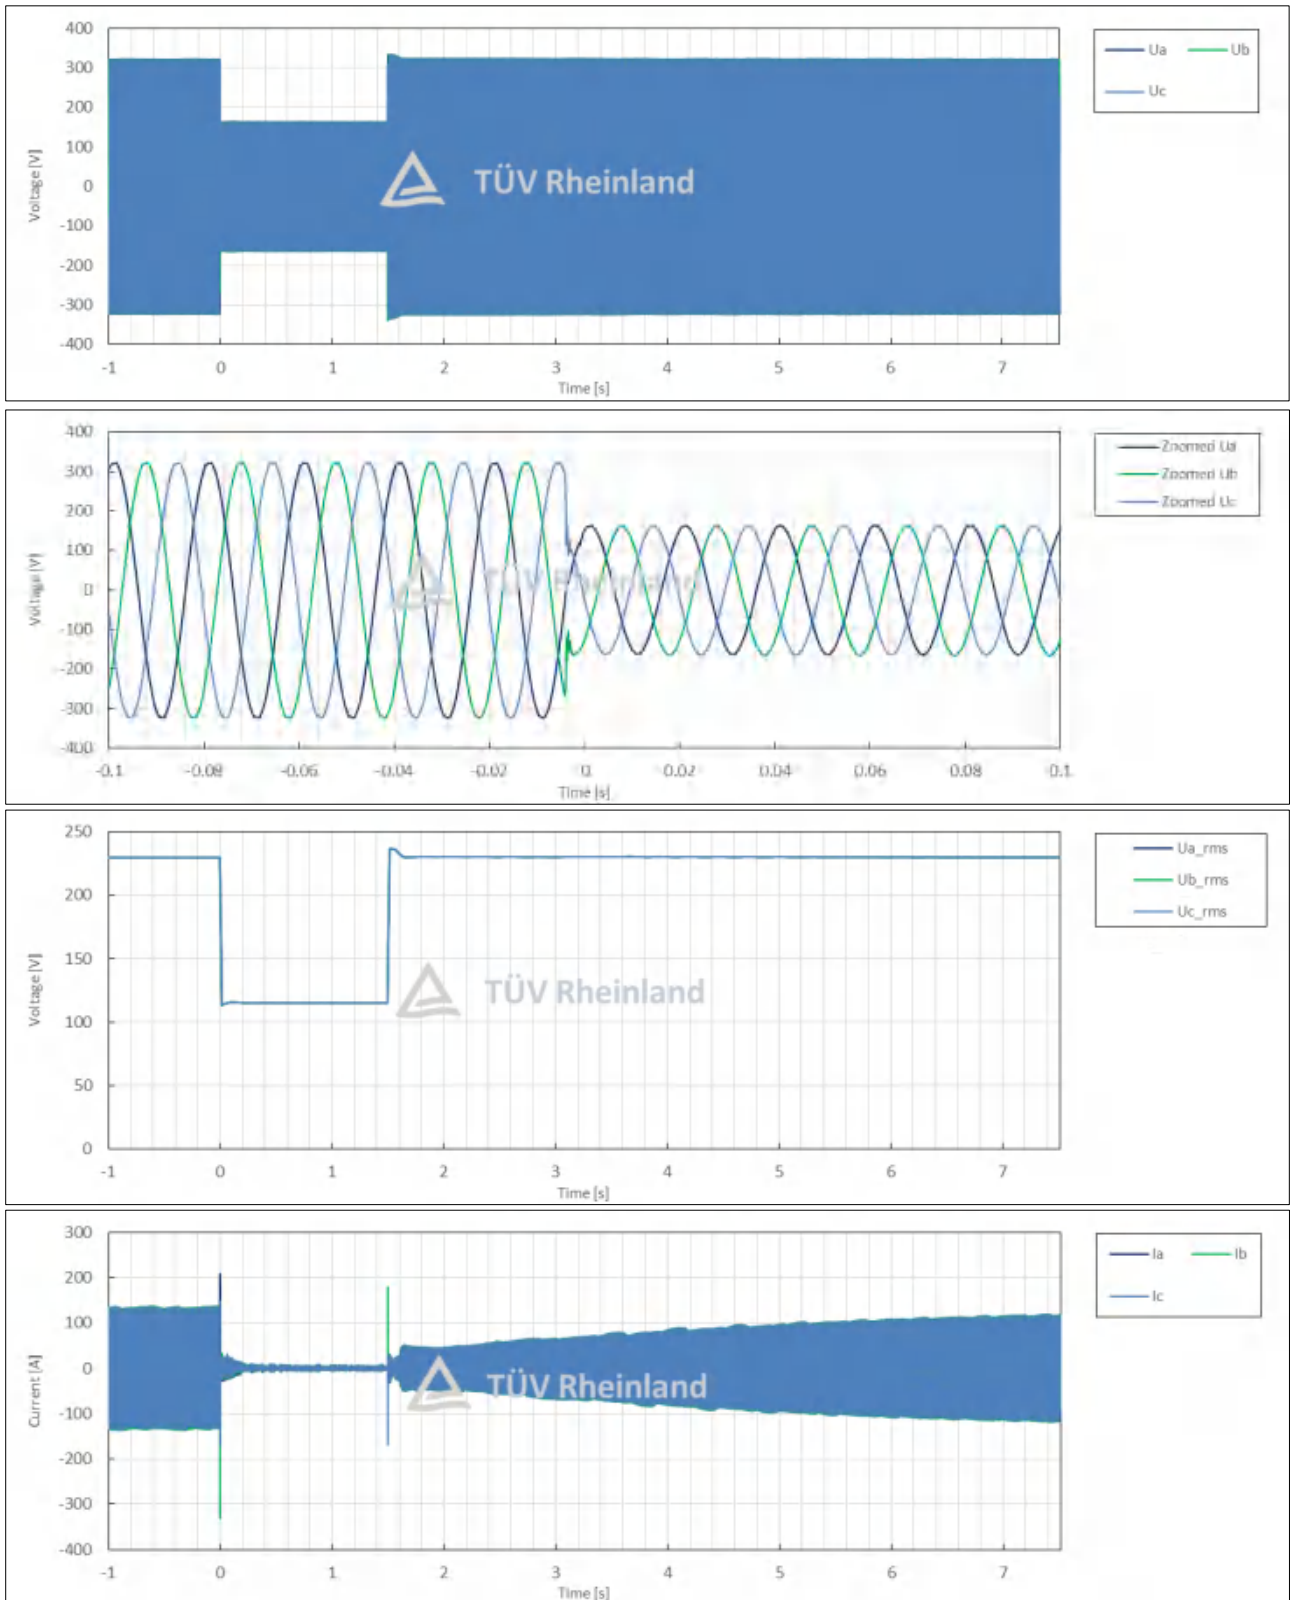 400
300
200
100
0
-100
-200
-300
-400
Voltage [V]
-1 0 1 2 3 4 5 6 7
Time [s]
Ua Ub
Uc
TÜV Rheinland
400
300
200
100
0
-100
-200
-300
-400
Voltage [V]
-0.1 -0.08 -0.06 -0.04 -0.02 0 0.02 0.04 0.06 0.08 0.1
Time [s]
Zoomed Ua
Zoomed Ub
Zoomed Uc
TÜV Rheinland
250
200
150
100
50
0
Voltage [V]
-1 0 1 2 3 4 5 6 7
Time [s]
Ua_rms
Ub_rms
Uc_rms
TÜV Rheinland
300
200
100
0
-100
-200
-300
-400
Current [A]
-1 0 1 2 3 4 5 6 7
Time [s]
Ia Ib
Ic
TÜV Rheinland